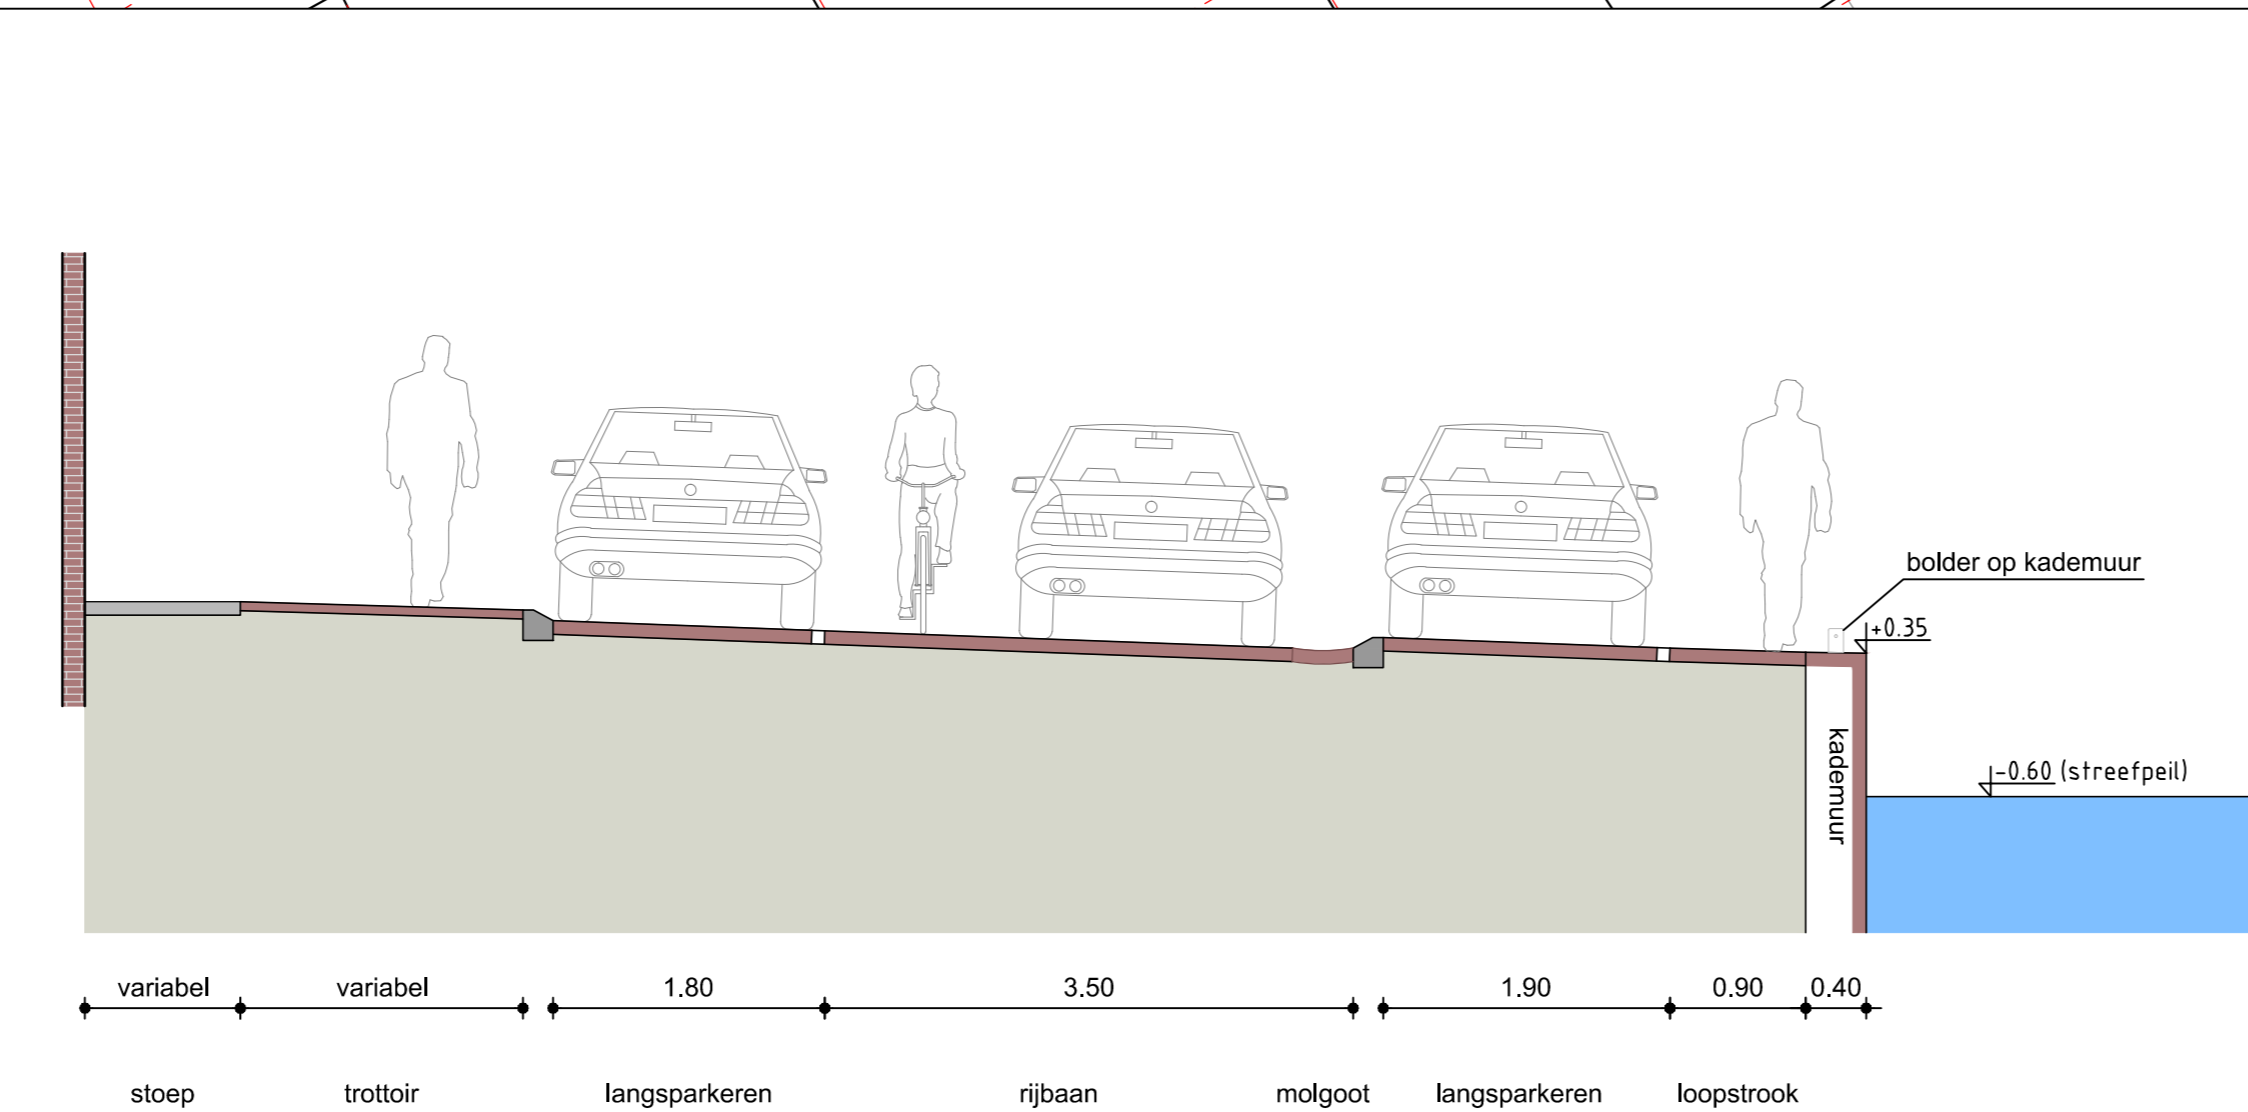 bolder op kademuur
+0.35
-0.60 (streefpeil)
kademuur
variabel variabel 1.80 3.50 1.90 0.90 0.40
stoep trottoir langsparkeren rijbaan molgoot langsparkeren loopstrook